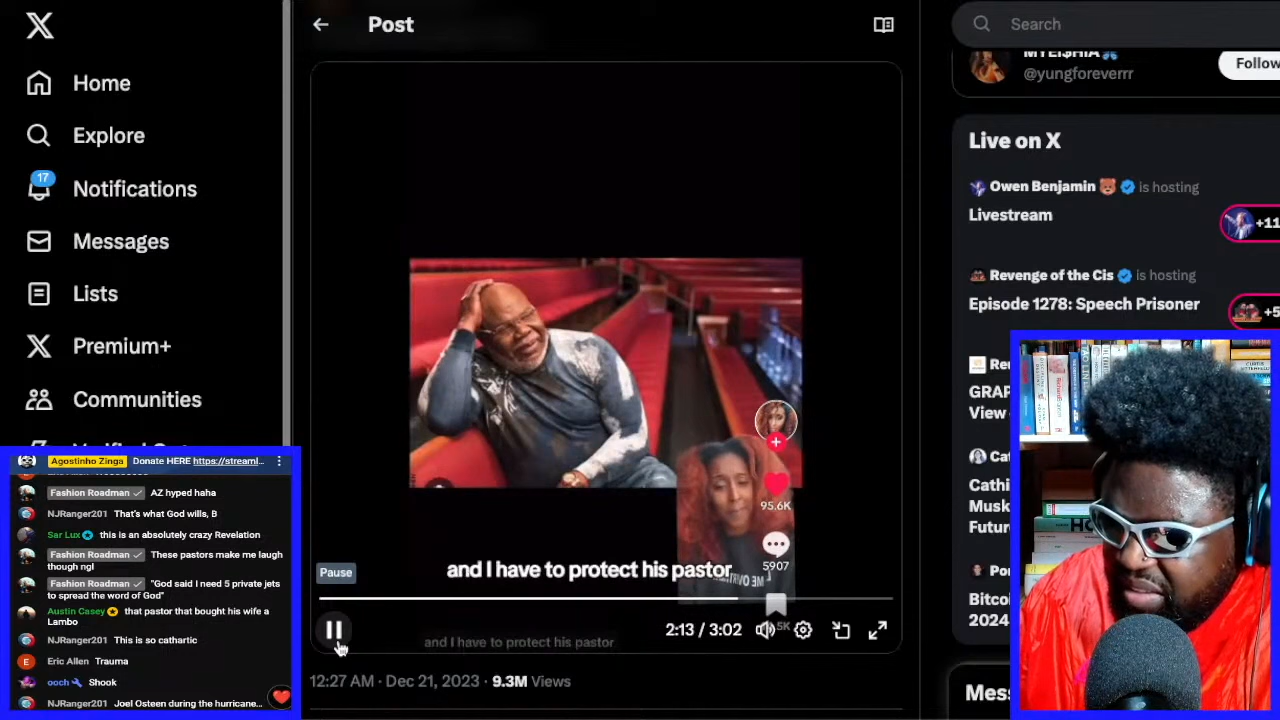 Post
Search
Home
Explore
17
Notifications
Messages
Lists
Premium+
Communities
@yungforeverrr
Follow
Live on X
Owen Benjamin is hosting
Livestream
+11
Revenge of the Cis is hosting
Episode 1278: Speech Prisoner
+5
View
Musk
Futur
Bitco
2024
Mess
95.6K
5907
and I have to protect his pastor
Pause
2:13 / 3:02
and I have to protect his pastor
12:27 AM · Dec 21, 2023 · 9.3M Views
Agostinho Zinga Donate HERE https://streaml...
Fashion Roadman AZ hyped haha
NJRanger201 That's what God wills, B
Sar Lux this is an absolutely crazy Revelation
Fashion Roadman These pastors make me laugh
though ngl
Fashion Roadman "God said I need 5 private jets
to spread the word of God"
Austin Casey that pastor that bought his wife a
Lambo
NJRanger201 This is so cathartic
Eric Allen Trauma
ooch Shook
NJRanger201 Joel Osteen during the hurricane...